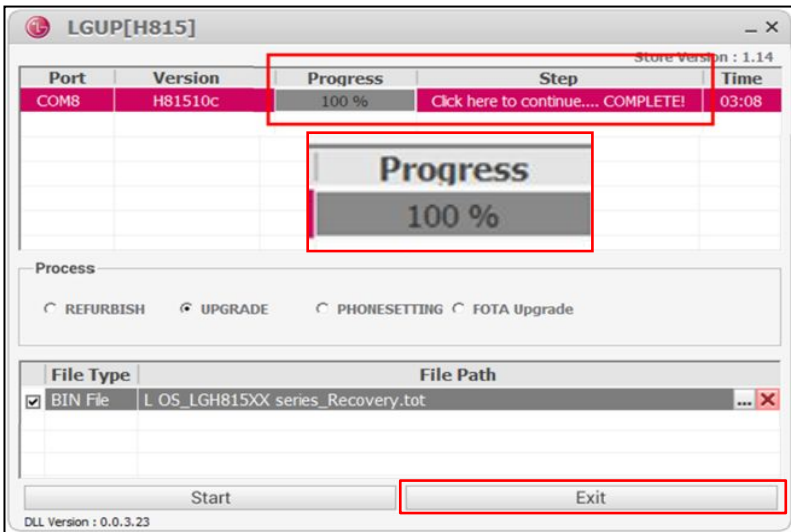 LG LGUP[H815]
Store Version : 1.14
Port Version Progress Step Time
COM8 H81510c 100 % Click here to continue.... COMPLETE! 03:08
Progress
100 %
Process
REFURBISH UPGRADE PHONESETTING FOTA Upgrade
File Type File Path
BIN File L OS_LGH815XX series_Recovery.tot ...
Start Exit
DLL Version : 0.0.3.23